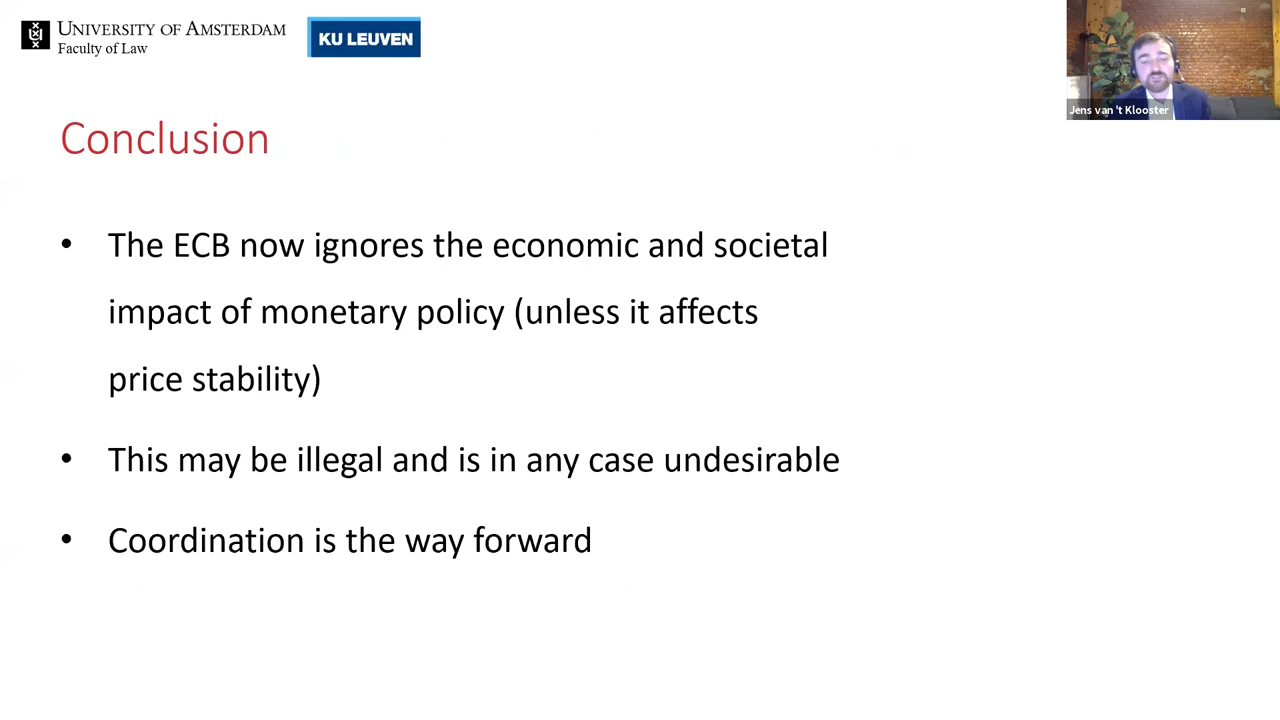 UNIVERSITY OF AMSTERDAM
Faculty of Law
KU LEUVEN
Jens van 't Klooster
Conclusion
• The ECB now ignores the economic and societal
impact of monetary policy (unless it affects
price stability)
• This may be illegal and is in any case undesirable
• Coordination is the way forward